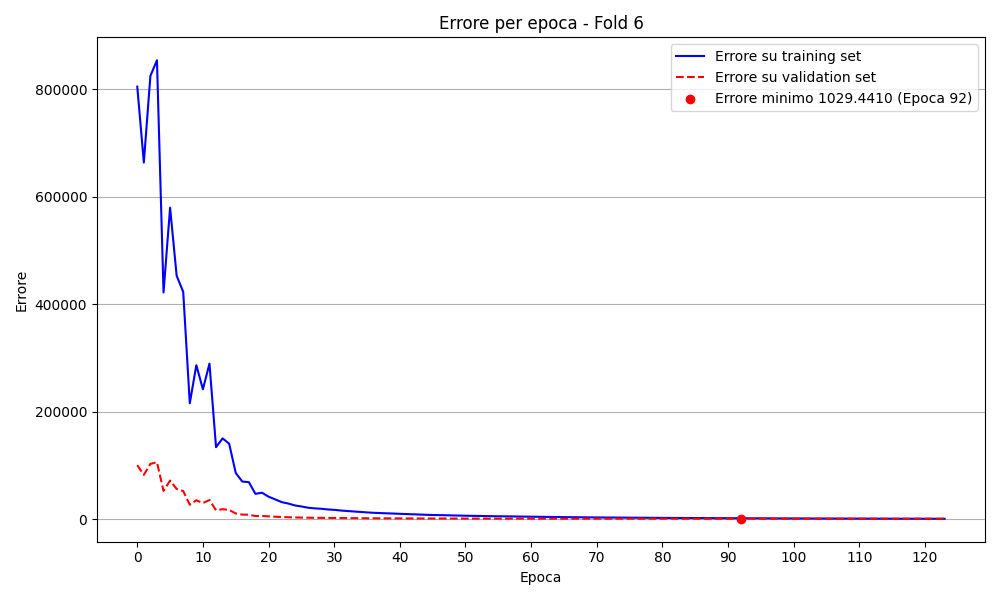 Errore per epoca - Fold 6
Errore su training set
Errore su validation set
Errore minimo 1029.4410 (Epoca 92)
Errore
800000
600000
400000
200000
0
0 10 20 30 40 50 60 70 80 90 100 110 120
Epoca